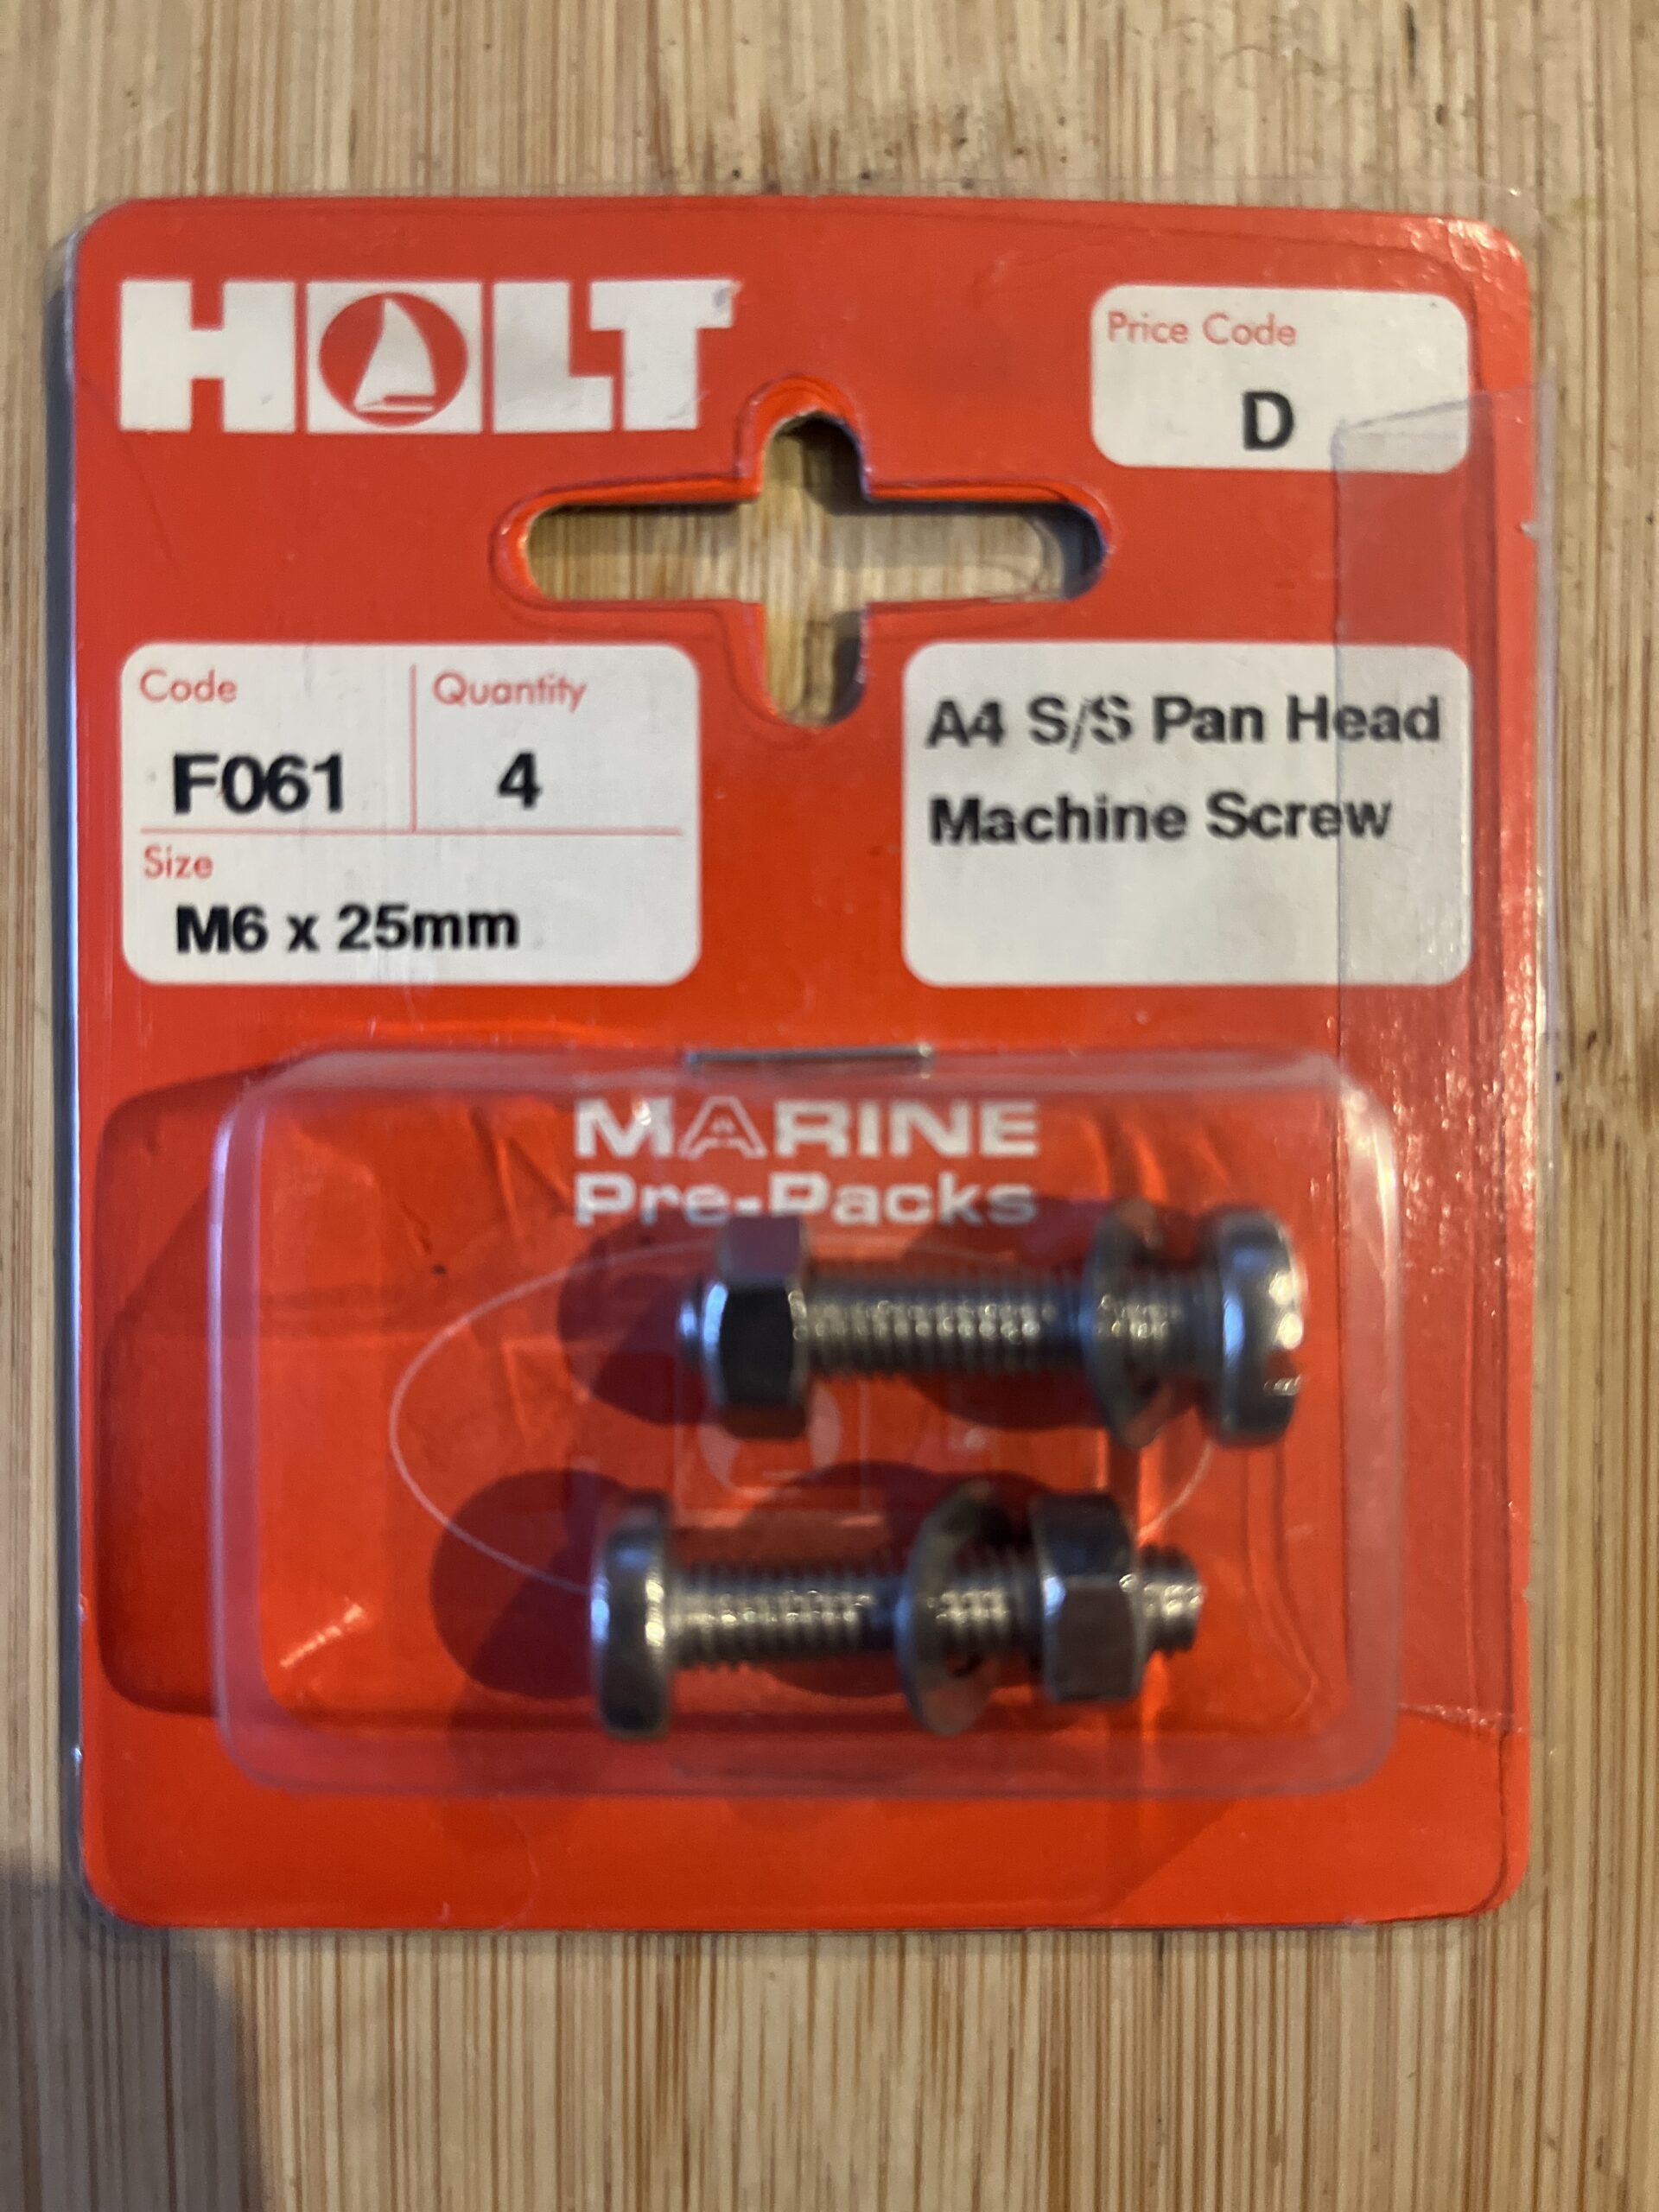 HOLT
Price Code
D
Code
F061
Quantity
4
Size
M6 x 25mm
A4 S/S Pan Head
Machine Screw
MARINE
Pre-Packs